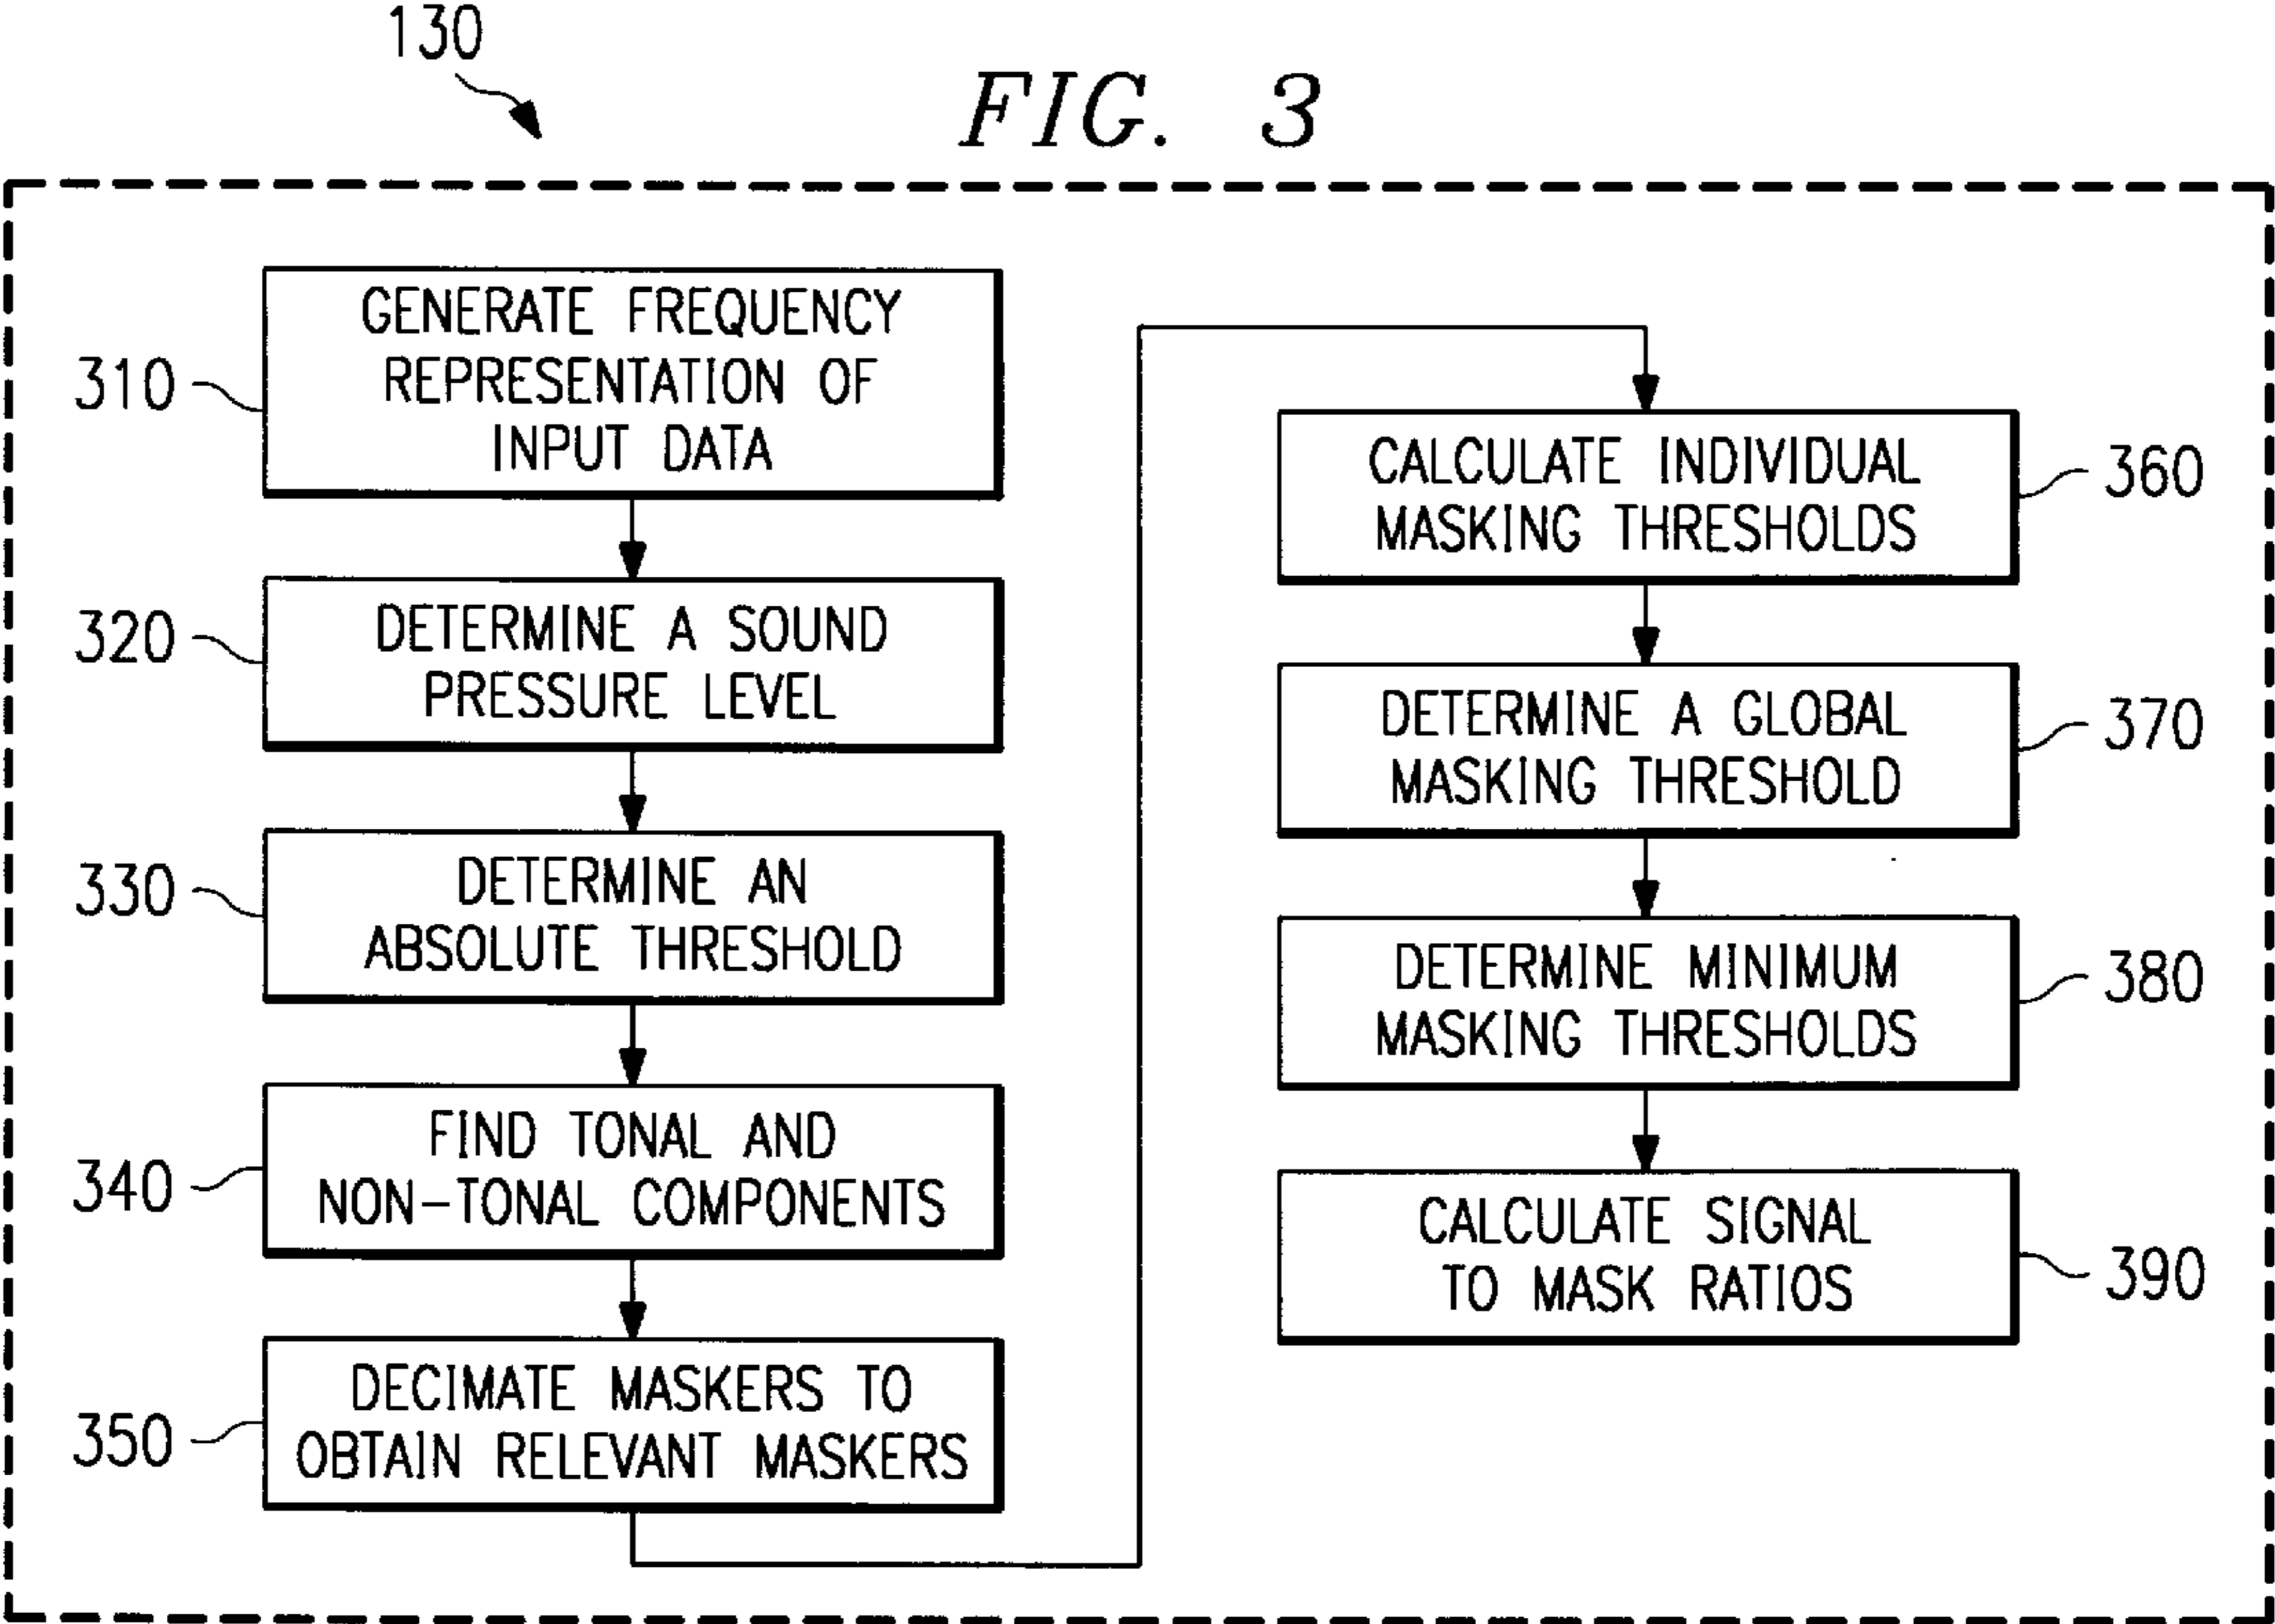 130
FIG. 3
310
GENERATE FREQUENCY
REPRESENTATION OF
INPUT DATA
320
DETERMINE A SOUND
PRESSURE LEVEL
330
DETERMINE AN
ABSOLUTE THRESHOLD
340
FIND TONAL AND
NON-TONAL COMPONENTS
350
DECIMATE MASKERS TO
OBTAIN RELEVANT MASKERS
CALCULATE INDIVIDUAL
MASKING THRESHOLDS
360
DETERMINE A GLOBAL
MASKING THRESHOLD
370
DETERMINE MINIMUM
MASKING THRESHOLDS
380
CALCULATE SIGNAL
TO MASK RATIOS
390